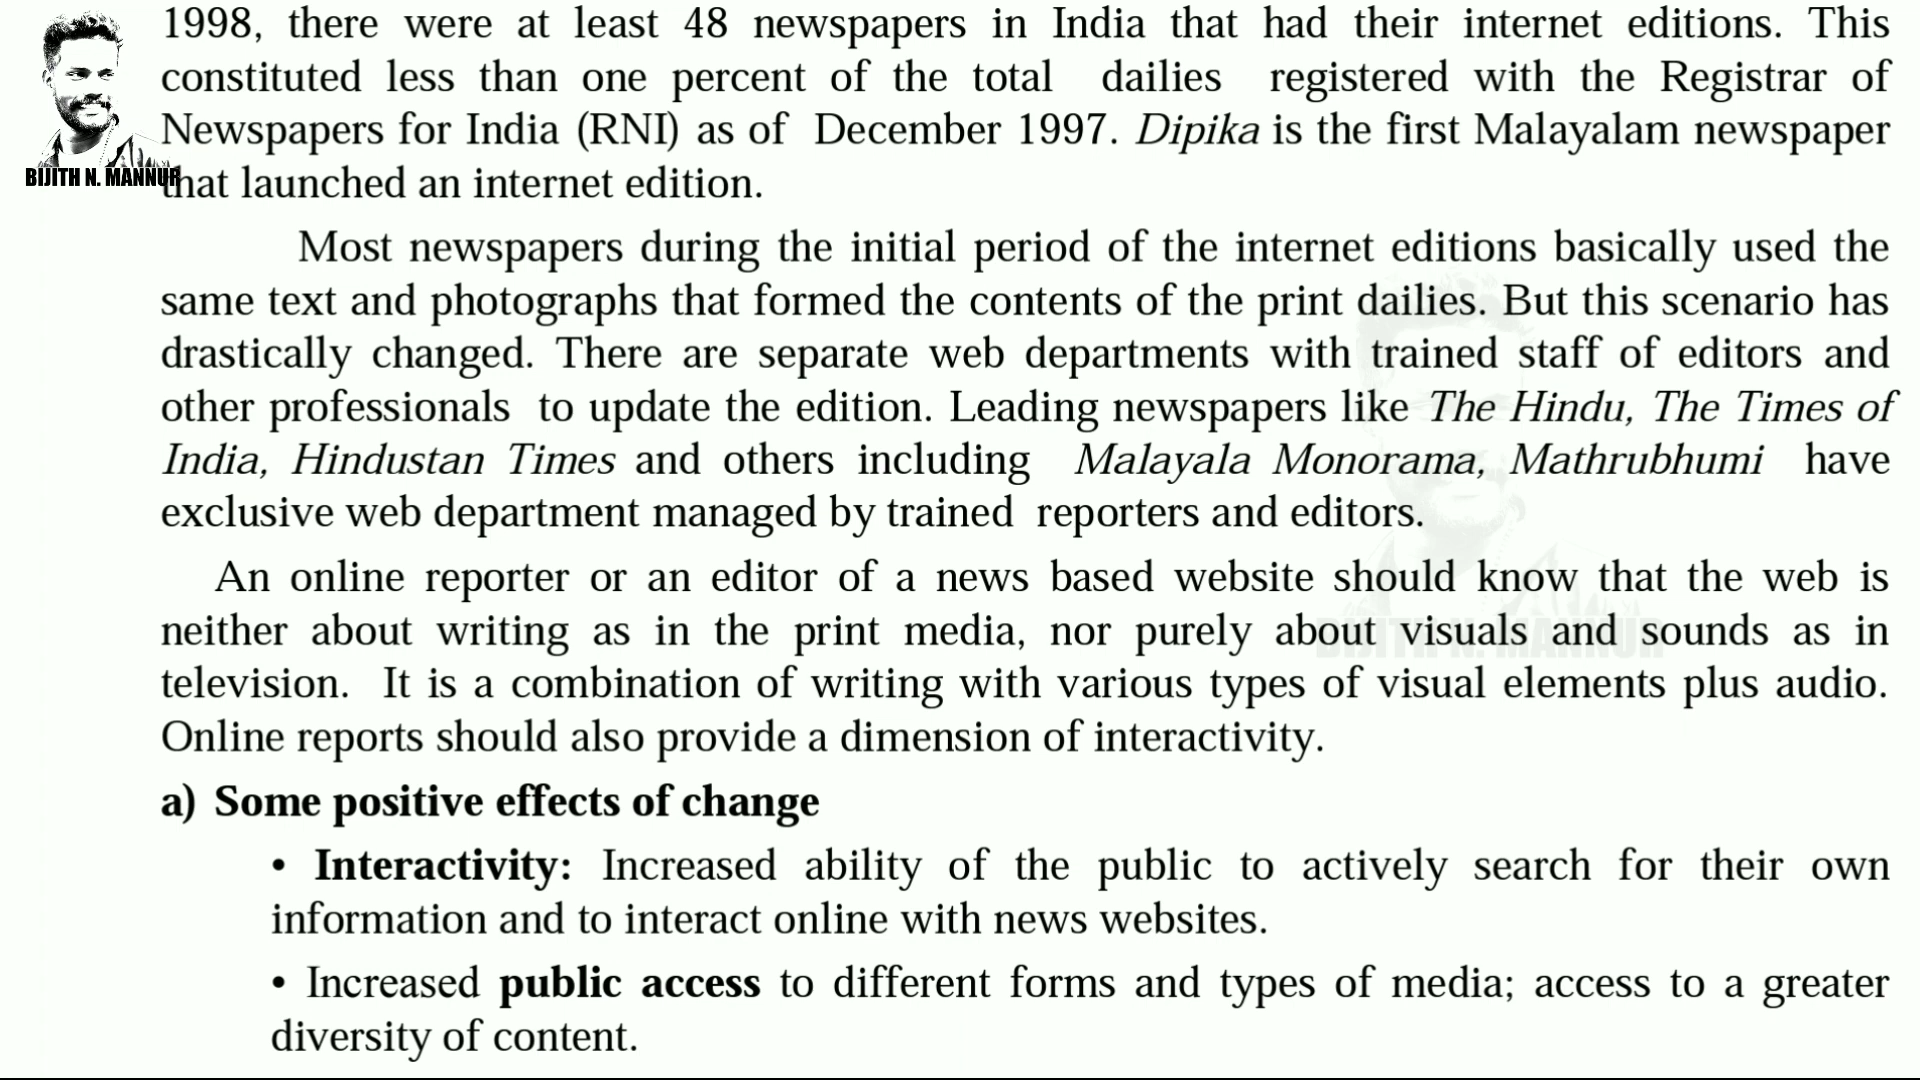 1998, there were at least 48 newspapers in India that had their internet editions. This
constituted less than one percent of the total dailies registered with the Registrar of
Newspapers for India (RNI) as of December 1997. Dipika is the first Malayalam newspaper
BIJITH N. MANNUR
that launched an internet edition.
Most newspapers during the initial period of the internet editions basically used the
same text and photographs that formed the contents of the print dailies. But this scenario has
drastically changed. There are separate web departments with trained staff of editors and
other professionals to update the edition. Leading newspapers like The Hindu, The Times of
India, Hindustan Times and others including Malayala Monorama, Mathrubhumi have
exclusive web department managed by trained reporters and editors.
An online reporter or an editor of a news based website should know that the web is
neither about writing as in the print media, nor purely about visuals and sounds as in
BIJITH N. MANNUR
television. It is a combination of writing with various types of visual elements plus audio.
Online reports should also provide a dimension of interactivity.
a) Some positive effects of change
• Interactivity: Increased ability of the public to actively search for their own
information and to interact online with news websites.
• Increased public access to different forms and types of media; access to a greater
diversity of content.